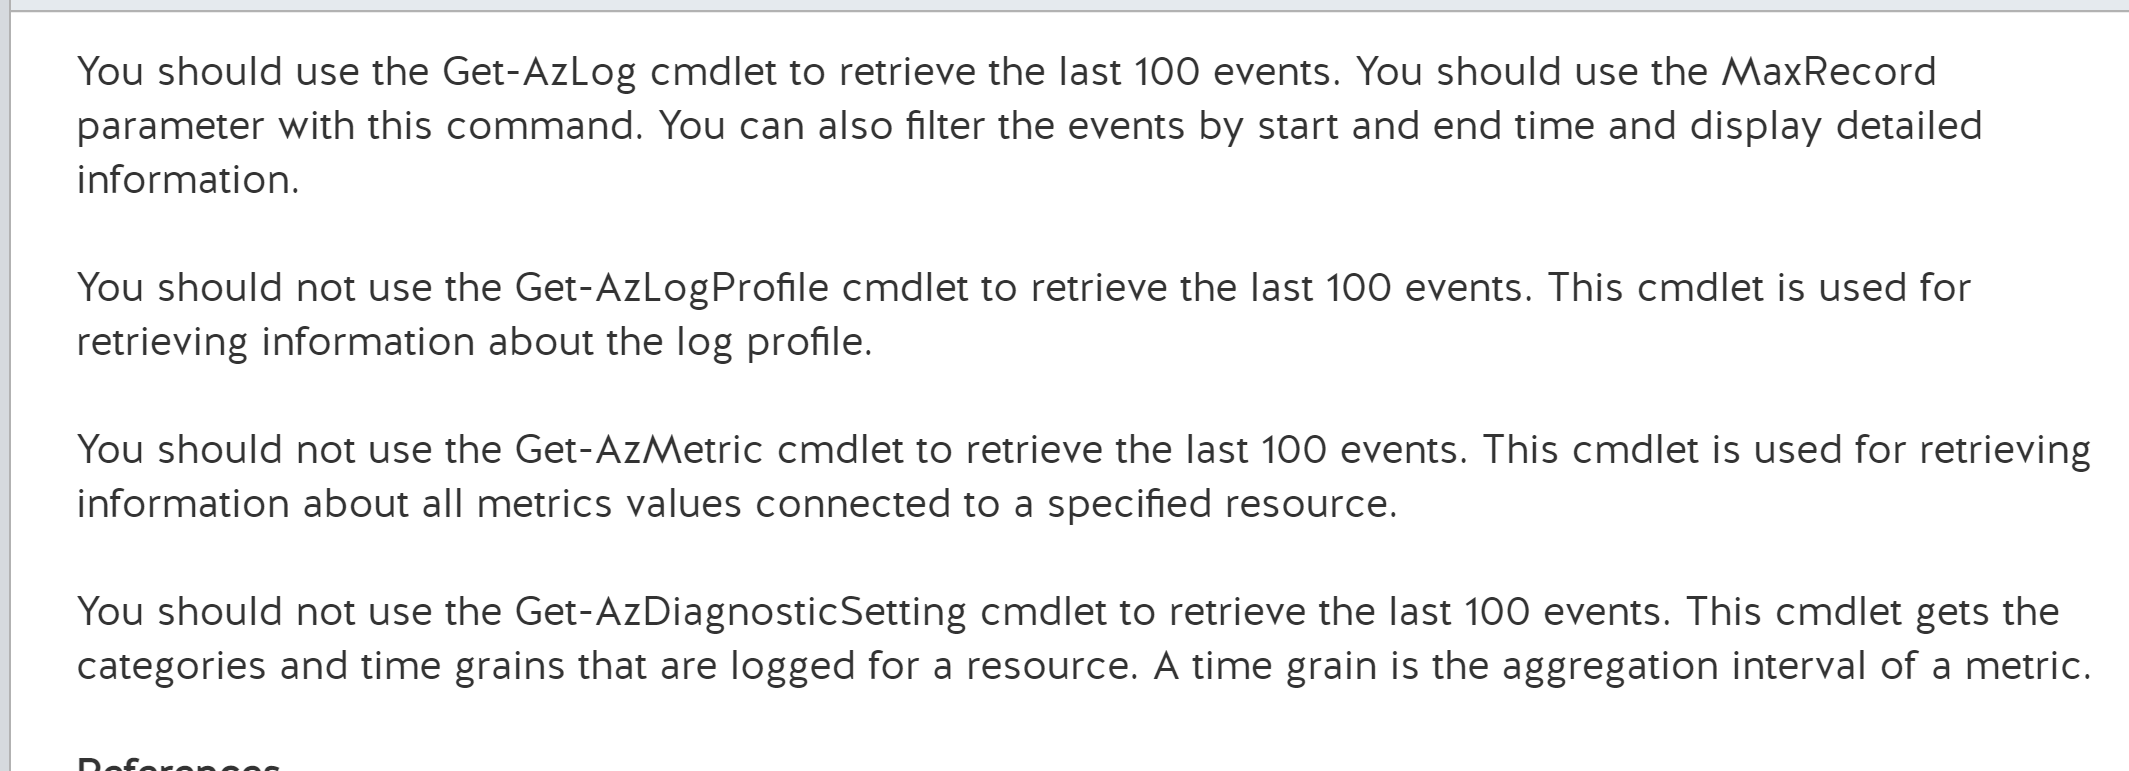 You should use the Get-AzLog cmdlet to retrieve the last 100 events. You should use the MaxRecord
parameter with this command. You can also filter the events by start and end time and display detailed
information.
You should not use the Get-AzLogProfile cmdlet to retrieve the last 100 events. This cmdlet is used for
retrieving information about the log profile.
You should not use the Get-AzMetric cmdlet to retrieve the last 100 events. This cmdlet is used for retrieving
information about all metrics values connected to a specified resource.
You should not use the Get-AzDiagnosticSetting cmdlet to retrieve the last 100 events. This cmdlet gets the
categories and time grains that are logged for a resource. A time grain is the aggregation interval of a metric.
References